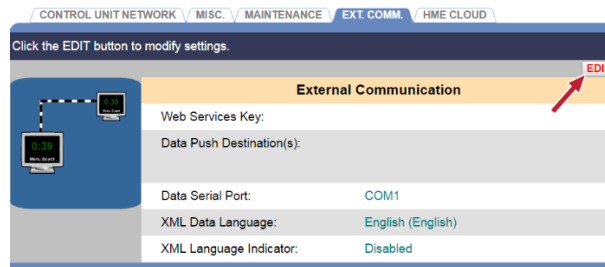 CONTROL UNIT NETWORK MISC. MAINTENANCE EXT. COMM. HME CLOUD
Click the EDIT button to modify settings.
EDI
External Communication
0:39
Web Services Key:
0:39
Menu Board
Data Push Destination(s):
Data Serial Port: COM1
XML Data Language: English (English)
XML Language Indicator: Disabled